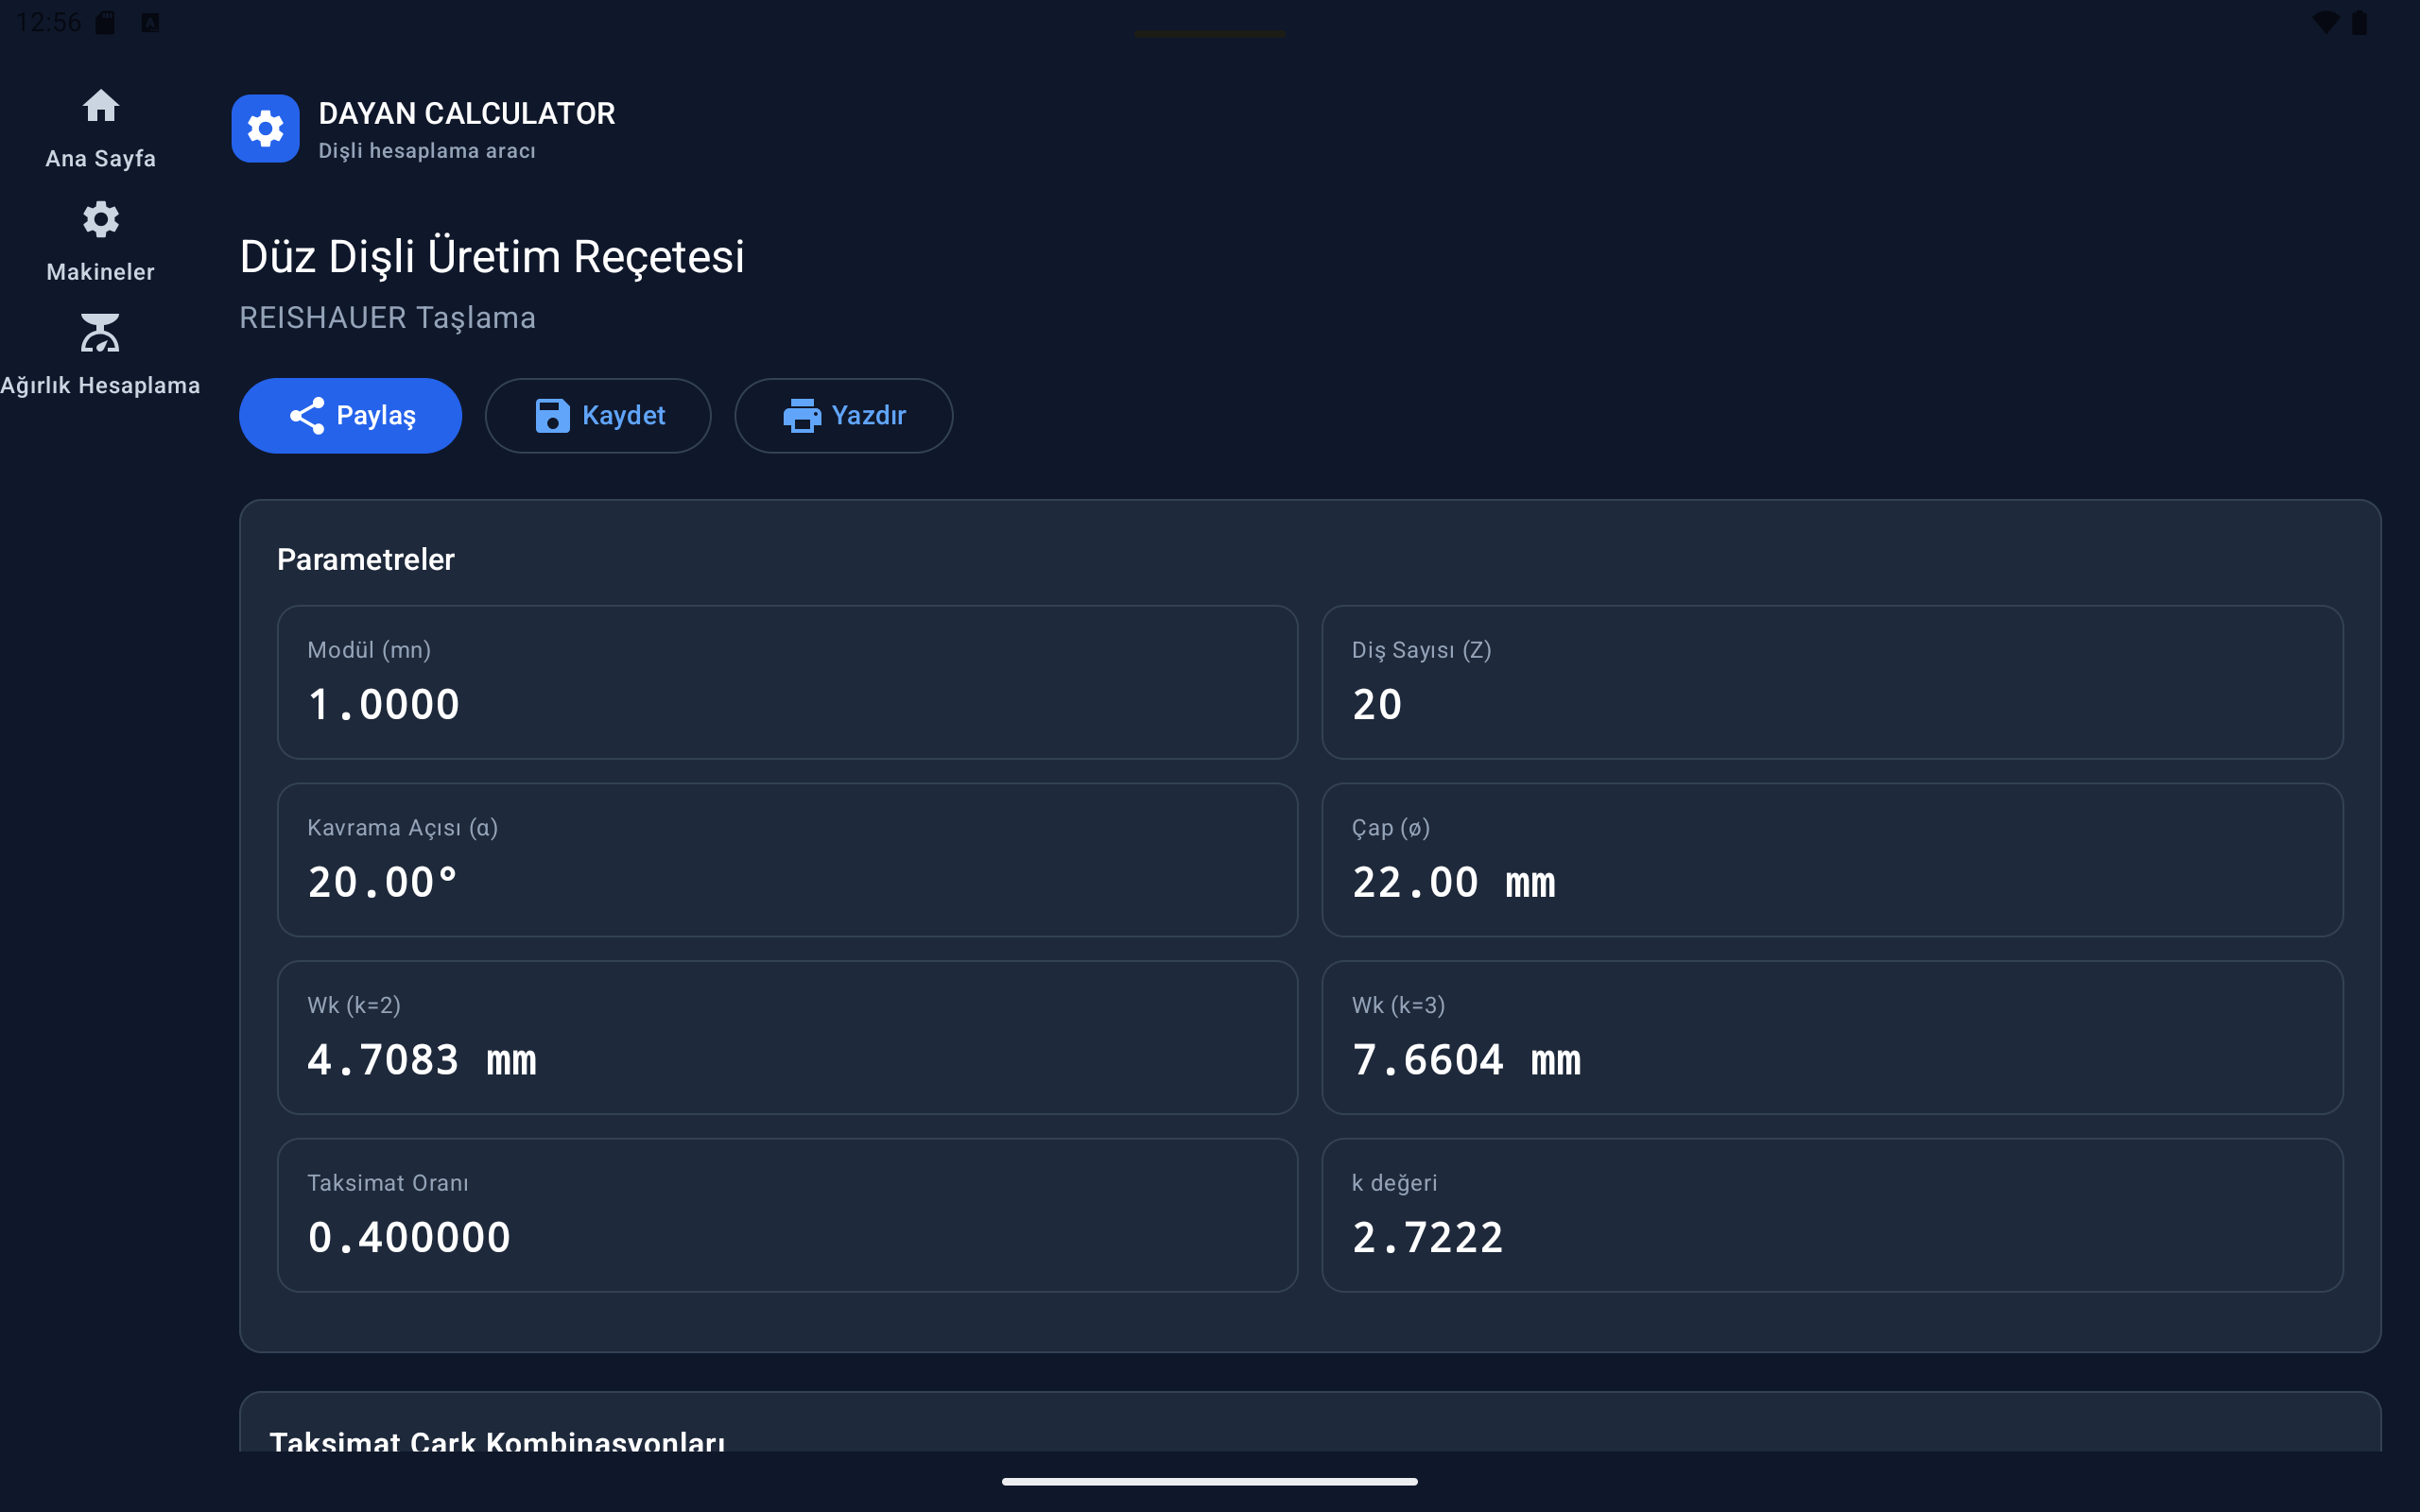 12:56
Ana Sayfa
Makineler
Ağırlık Hesaplama
DAYAN CALCULATOR
Dişli hesaplama aracı
Düz Dişli Üretim Reçetesi
REISHAUER Taşlama
Paylaş
Kaydet
Yazdır
Parametreler
Modül (mn)
1.0000
Diş Sayısı (Z)
20
Kavrama Açısı (α)
20.00°
Çap (ø)
22.00 mm
Wk (k=2)
4.7083 mm
Wk (k=3)
7.6604 mm
Taksimat Oranı
0.400000
k değeri
2.7222
Taksimat Çark Kombinasyonları